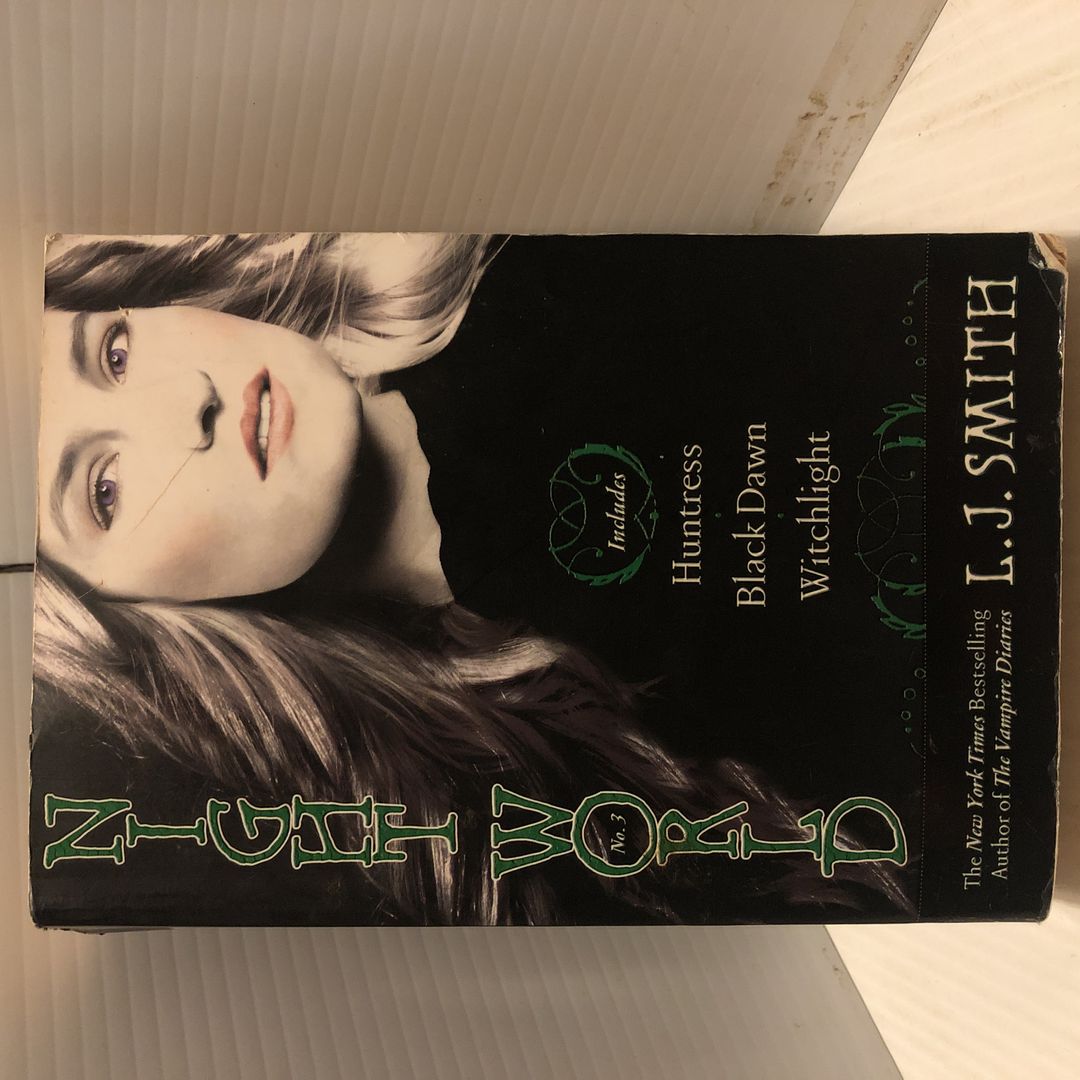 NIGHT WORLD
No. 3
Includes
Huntress
Black Dawn
Witchlight
The New York Times Bestselling
Author of The Vampire Diaries
L. J. SMITH